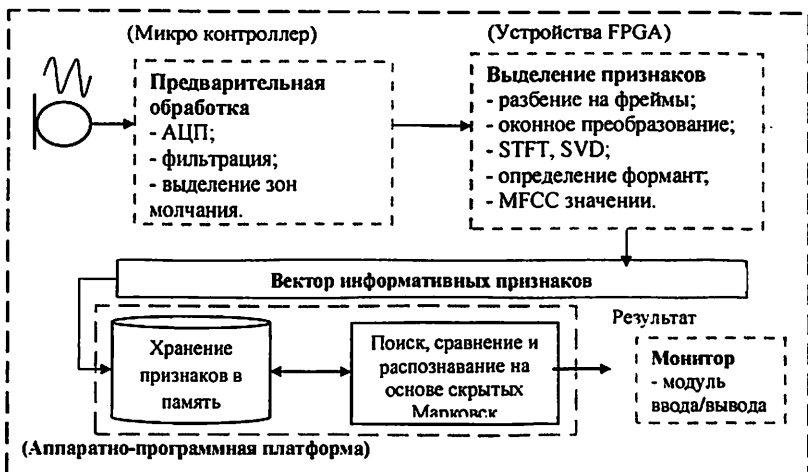 (Микро контроллер)
(Устройства FPGA)
Предварительная
обработка
- АЦП;
- фильтрация;
- выделение зон
молчания.
Выделение признаков
- разбение на фреймы;
- оконное преобразование;
- STFT, SVD;
- определение формант;
- MFCC значении.
Вектор информативных признаков
Хранение
признаков в
память
Поиск, сравнение и
распознавание на
основе скрытых
Марковск
Результат
Монитор
- модуль
ввода/вывода
(Аппаратно-программная платформа)